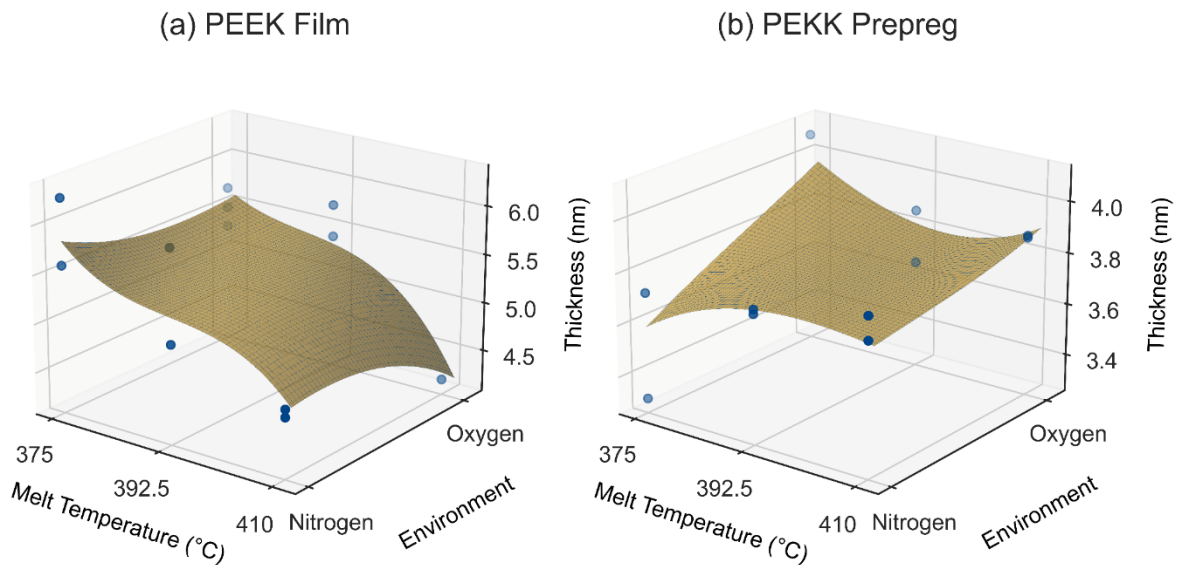 (a) PEEK Film
(b) PEKK Prepreg
6.0
5.5
5.0
4.5
Thickness (nm)
Oxygen
375
392.5
410
Nitrogen
Melt Temperature (°C)
Environment
4.0
3.8
3.6
3.4
Thickness (nm)
Oxygen
375
392.5
410
Nitrogen
Melt Temperature (°C)
Environment